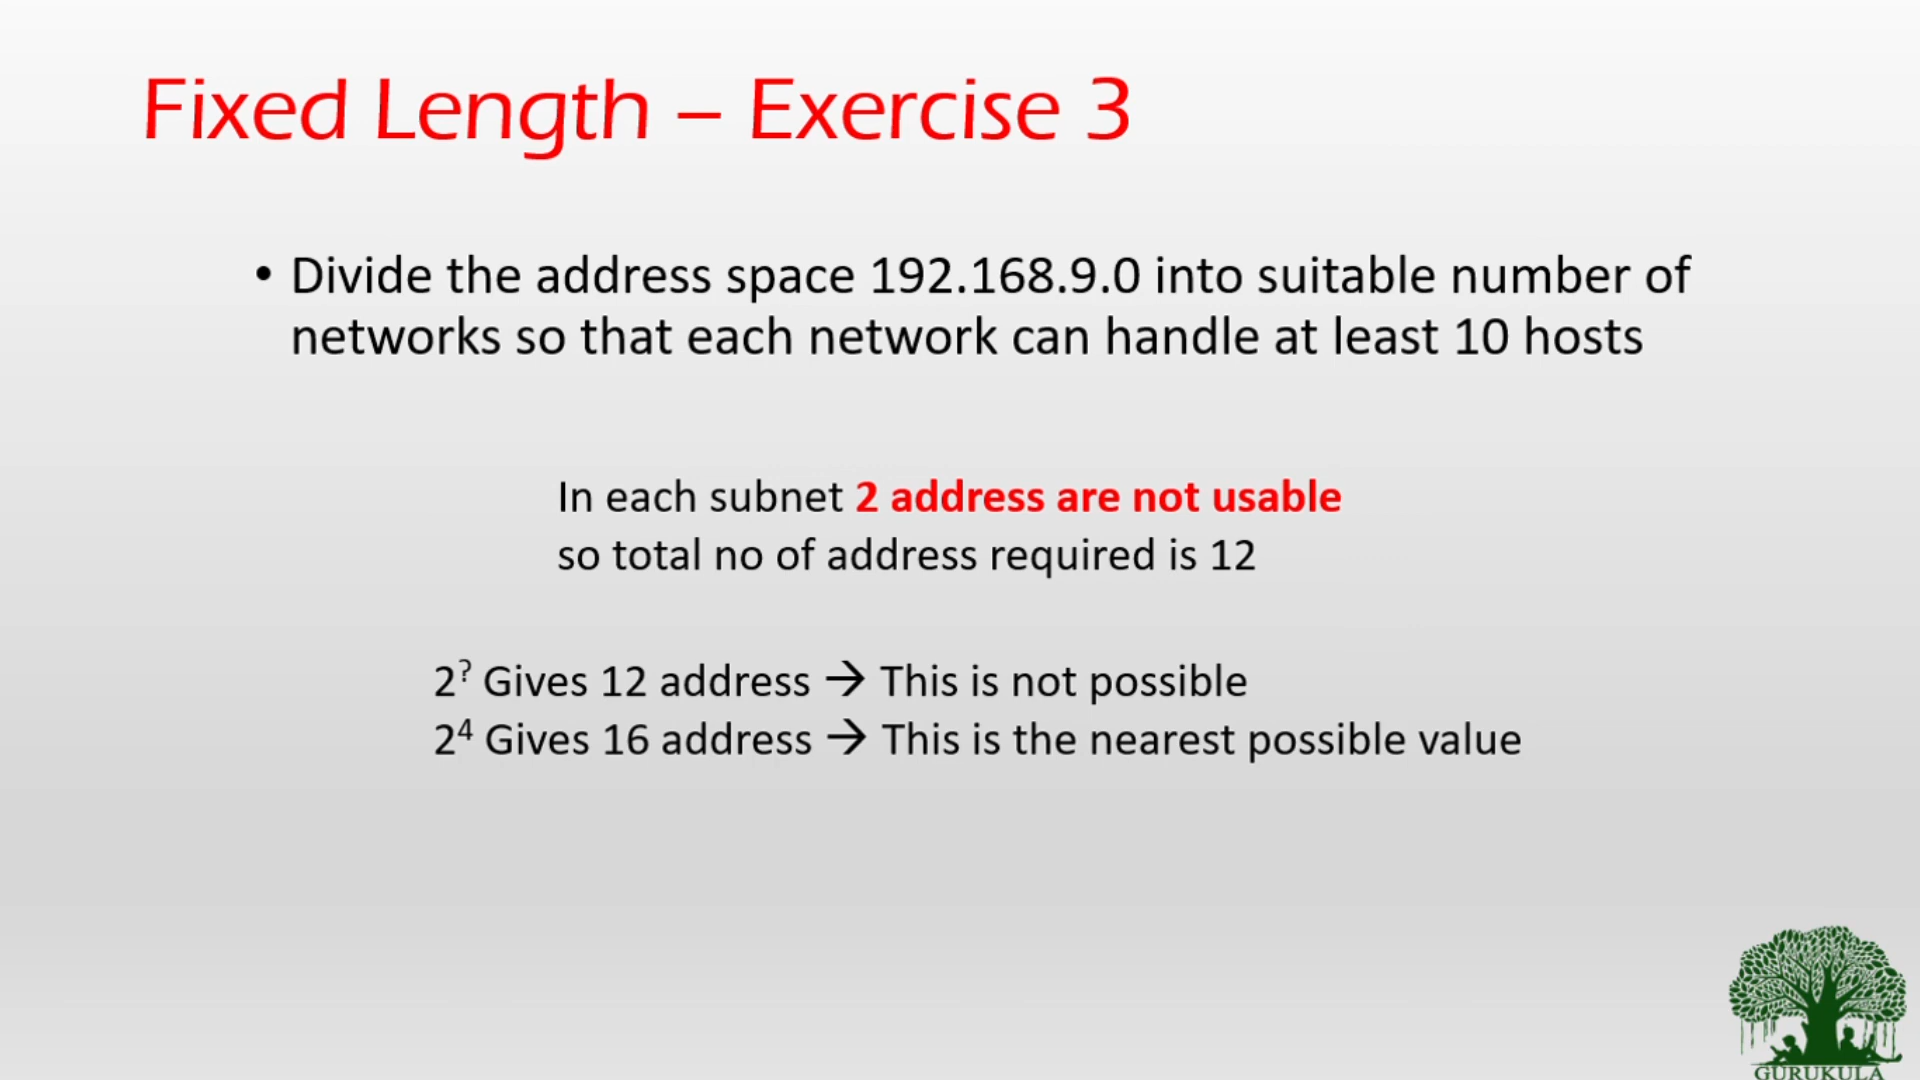 Fixed Length – Exercise 3
• Divide the address space 192.168.9.0 into suitable number of
networks so that each network can handle at least 10 hosts
In each subnet 2 address are not usable
so total no of address required is 12
2? Gives 12 address → This is not possible
2⁴ Gives 16 address → This is the nearest possible value
GURUKULA